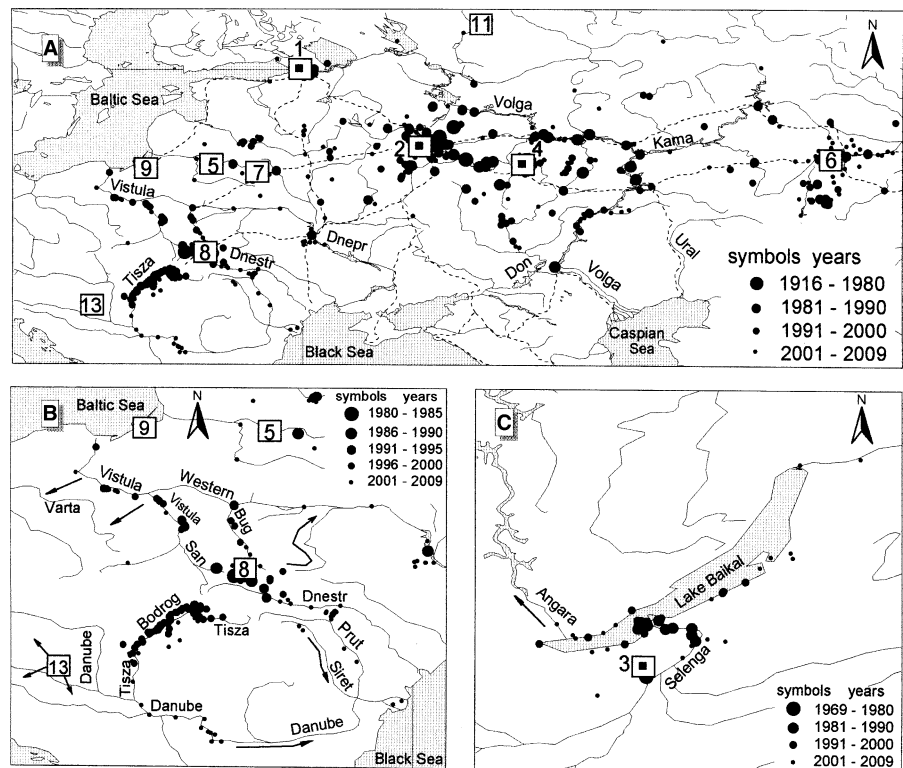 A
N
11
1
Baltic Sea
Volga
2
4
Kama
6
9
5
7
Vistula
8
Dnestr
Dnepr
Tisza
Don
Volga
Ural
13
Black Sea
Caspian Sea
symbols years
1916 - 1980
1981 - 1990
1991 - 2000
2001 - 2009
B
N
Baltic Sea
9
5
symbols years
1980 - 1985
1986 - 1990
1991 - 1995
1996 - 2000
2001 - 2009
Vistula
Varta
Vistula
Western
Bug
San
8
Dnestr
Bodrog
Tisza
Prut
Siret
13
Danube
Tisza
Danube
Danube
Black Sea
C
N
Lake Baikal
Angara
3
Selenga
symbols years
1969 - 1980
1981 - 1990
1991 - 2000
2001 - 2009